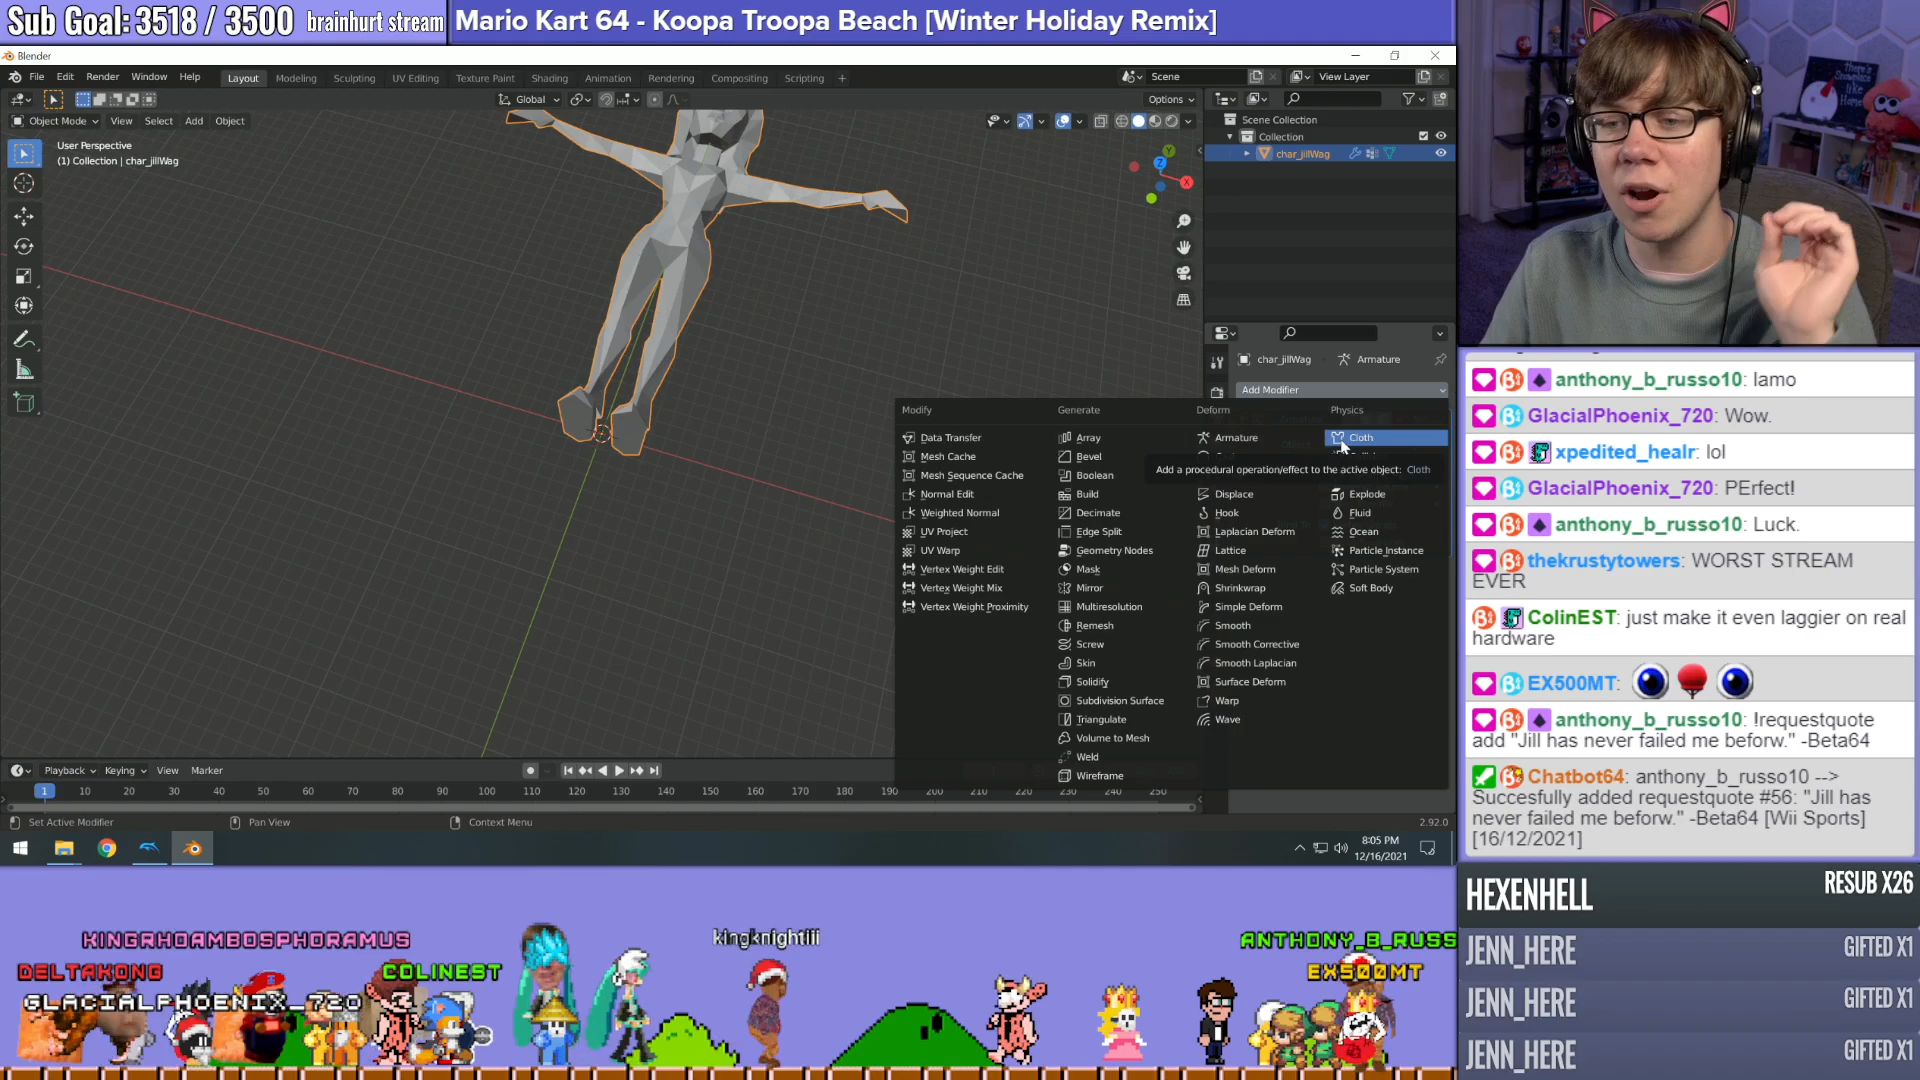 Sub Goal: 3518 / 3500 brainhurt stream
Mario Kart 64 - Koopa Troopa Beach [Winter Holiday Remix]
Blender
File Edit Render Window Help
Layout Modeling Sculpting UV Editing Texture Paint Shading Animation Rendering Compositing Scripting +
Scene
View Layer
Global
Options
Object Mode View Select Add Object
User Perspective
(1) Collection | char_jillWag
Scene Collection
Collection
char_jillWag
Z
Y
X
char_jillWag Armature
Add Modifier
Modify
Data Transfer
Mesh Cache
Mesh Sequence Cache
Normal Edit
Weighted Normal
UV Project
UV Warp
Vertex Weight Edit
Vertex Weight Mix
Vertex Weight Proximity
Generate
Array
Bevel
Boolean
Build
Decimate
Edge Split
Geometry Nodes
Mask
Mirror
Multiresolution
Remesh
Screw
Skin
Solidify
Subdivision Surface
Triangulate
Volume to Mesh
Weld
Wireframe
Deform
Armature
Displace
Hook
Laplacian Deform
Lattice
Mesh Deform
Shrinkwrap
Simple Deform
Smooth
Smooth Corrective
Smooth Laplacian
Surface Deform
Warp
Wave
Physics
Cloth
Add a procedural operation/effect to the active object: Cloth
Explode
Fluid
Ocean
Particle Instance
Particle System
Soft Body
Playback Keying View Marker
1 10 20 30 40 50 60 70 80 90 100 110 120 130 140 150 160 170 180 190 200 210 220 230 240 250
Set Active Modifier
Pan View
Context Menu
2.92.0
8:05 PM
12/16/2021
there's
snowplace
like
Home
anthony_b_russo10: lamo
GlacialPhoenix_720: Wow.
xpedited_healr: lol
GlacialPhoenix_720: PErfect!
anthony_b_russo10: Luck.
thekrustytowers: WORST STREAM
EVER
ColinEST: just make it even laggier on real
hardware
EX500MT:
anthony_b_russo10: !requestquote
add "Jill has never failed me beforw." -Beta64
Chatbot64: anthony_b_russo10 -->
Succesfully added requestquote #56: "Jill has
never failed me beforw." -Beta64 [Wii Sports]
[16/12/2021]
HEXENHELL RESUB X26
JENN_HERE GIFTED X1
JENN_HERE GIFTED X1
JENN_HERE GIFTED X1
KINGRHOAMBOSPHORAMUS
DELTAKONG
COLINEST
GLACIALPHOENIX_720
kingknightiii
ANTHONY_B_RUSS
EX500MT